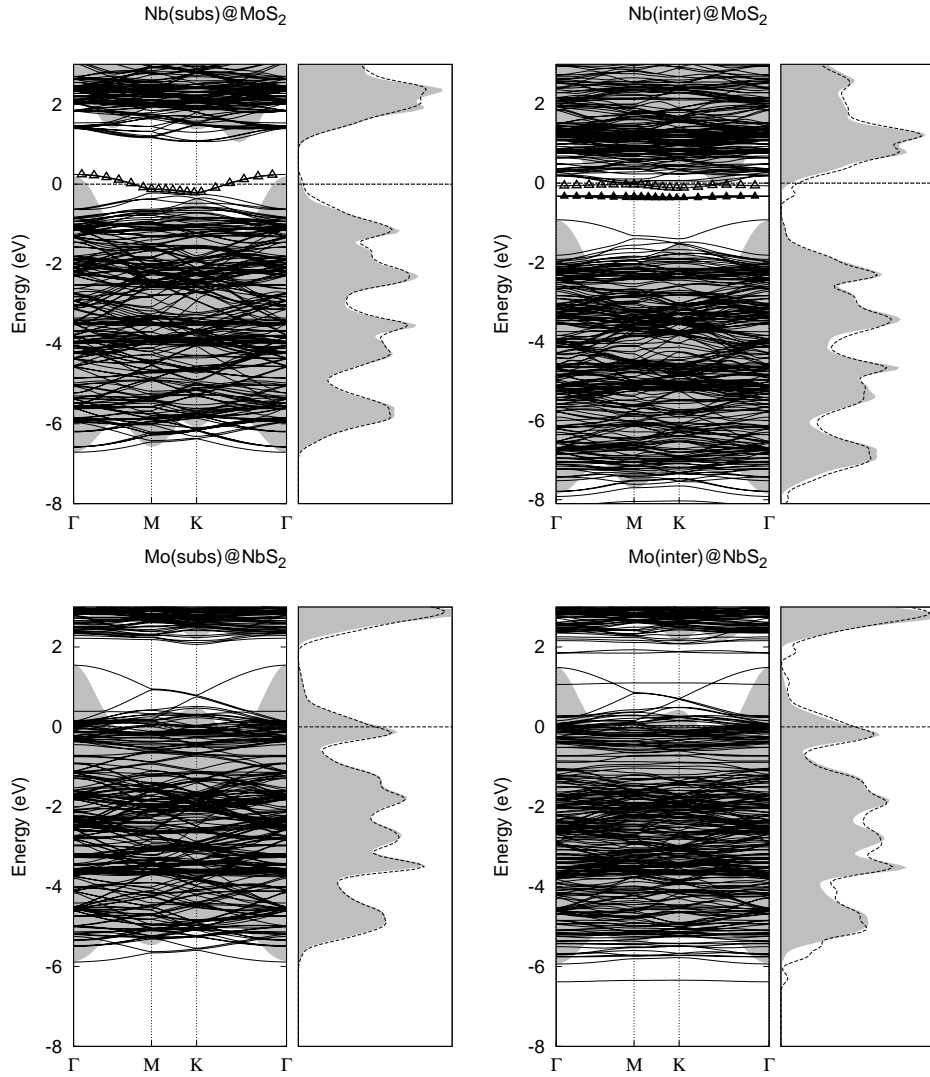 Nb(subs)@MoS2
Nb(inter)@MoS2
Energy (eV)
2
0
-2
-4
-6
-8
Γ M K Γ
Energy (eV)
2
0
-2
-4
-6
-8
Γ M K Γ
Mo(subs)@NbS2
Mo(inter)@NbS2
Energy (eV)
2
0
-2
-4
-6
-8
Γ M K Γ
Energy (eV)
2
0
-2
-4
-6
-8
Γ M K Γ